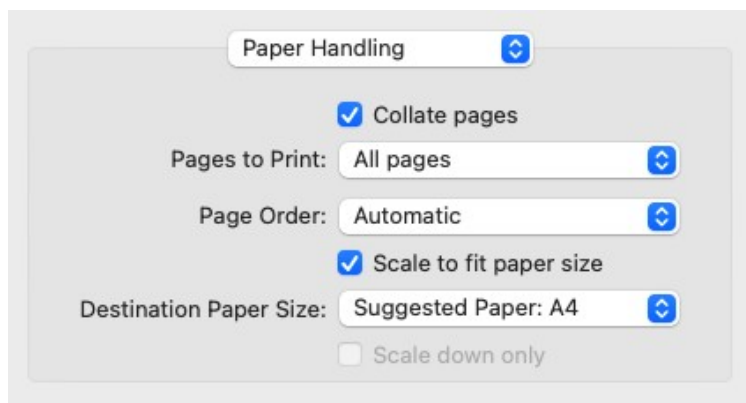 Paper Handling
Collate pages
Pages to Print: All pages
Page Order: Automatic
Scale to fit paper size
Destination Paper Size: Suggested Paper: A4
Scale down only